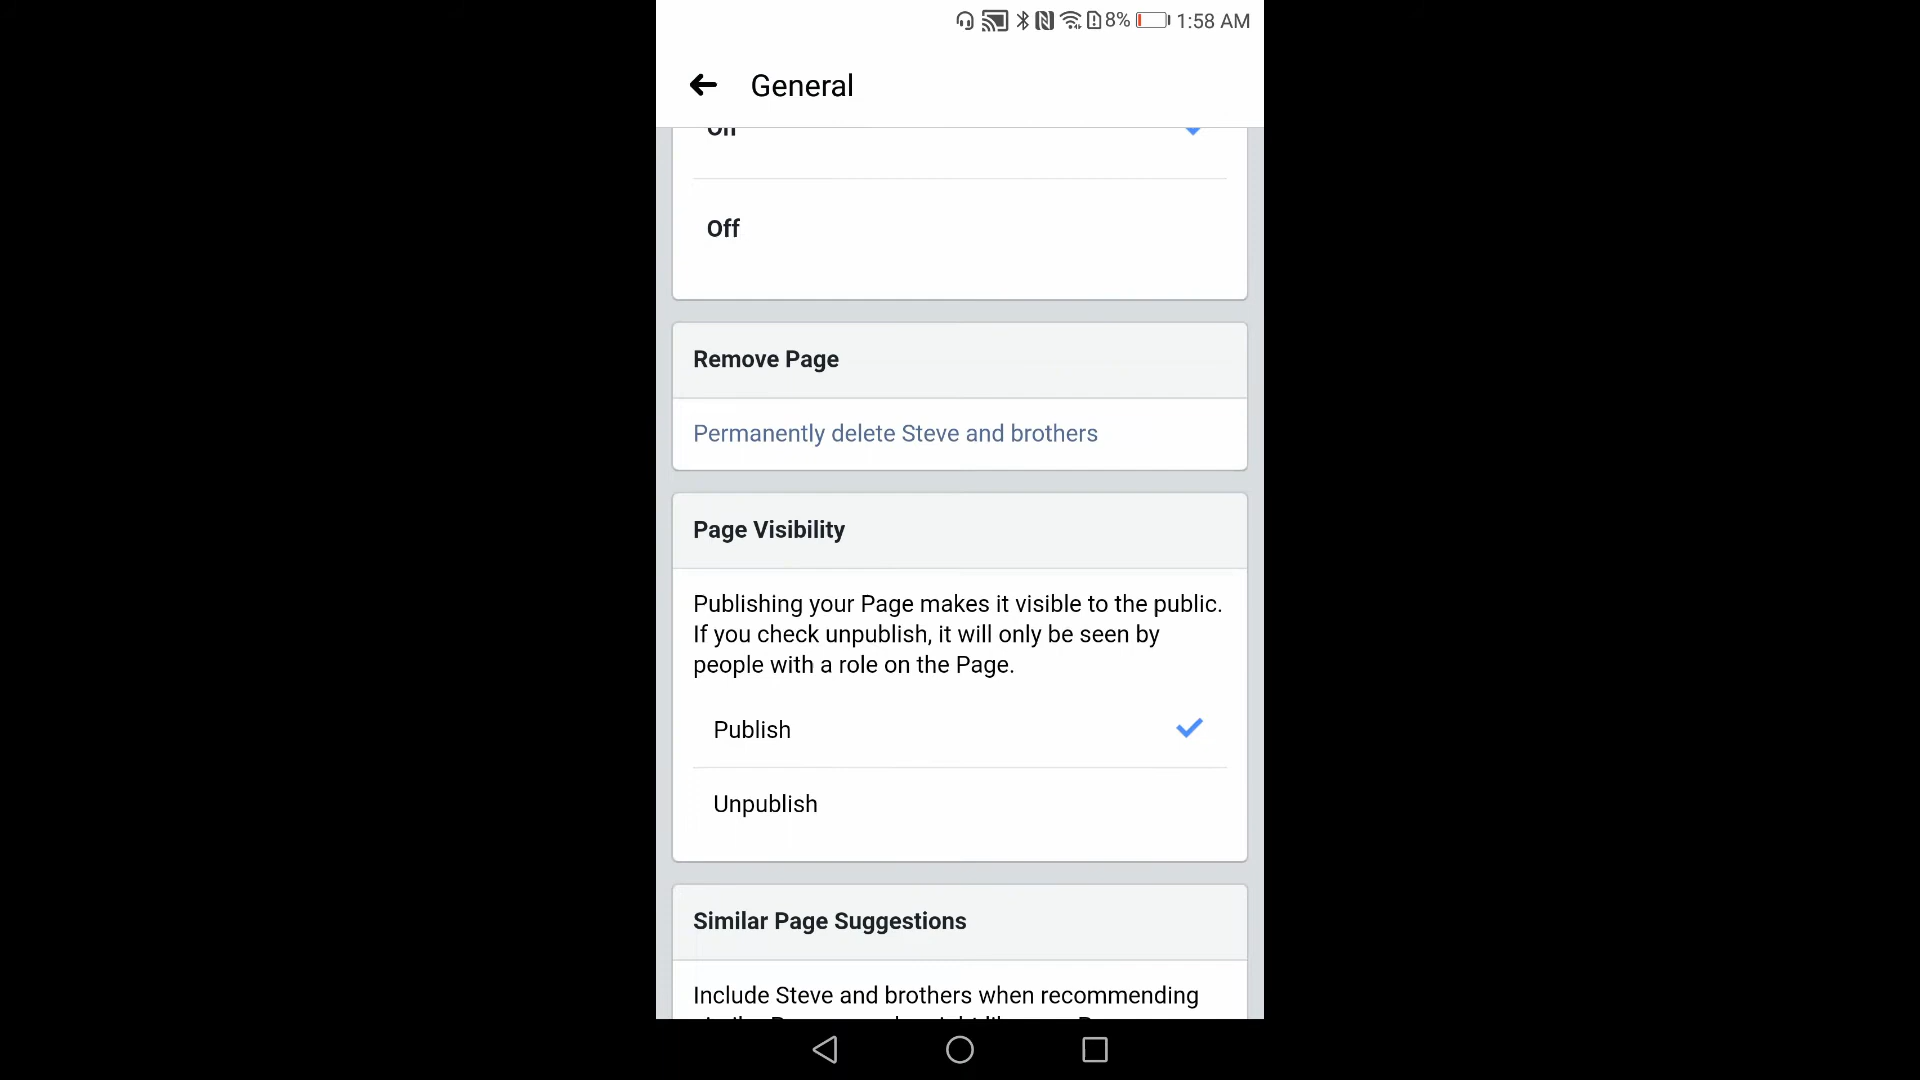 8% 1:58 AM
General
Off
Remove Page
Permanently delete Steve and brothers
Page Visibility
Publishing your Page makes it visible to the public.
If you check unpublish, it will only be seen by
people with a role on the Page.
Publish
Unpublish
Similar Page Suggestions
Include Steve and brothers when recommending